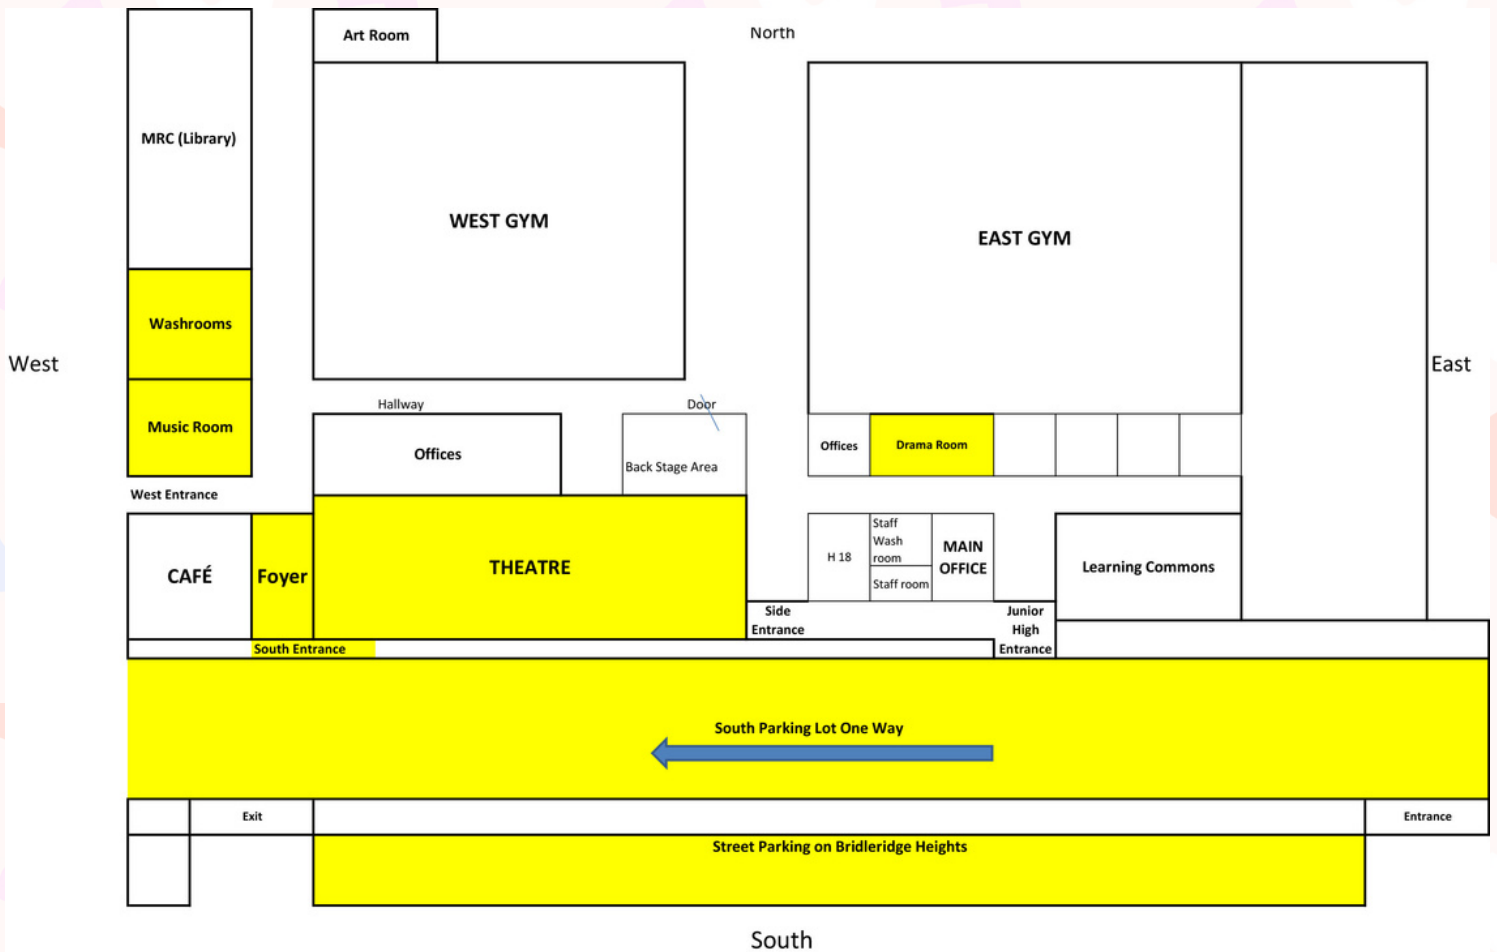 North
Art Room
MRC (Library)
WEST GYM
EAST GYM
Washrooms
West
East
Music Room
Hallway
Door
Offices
Back Stage Area
Offices
Drama Room
West Entrance
CAFÉ
Foyer
THEATRE
H 18
Staff
Wash
room
Staff room
MAIN
OFFICE
Learning Commons
Side
Entrance
Junior
High
Entrance
South Entrance
South Parking Lot One Way
Exit
Entrance
Street Parking on Bridleridge Heights
South